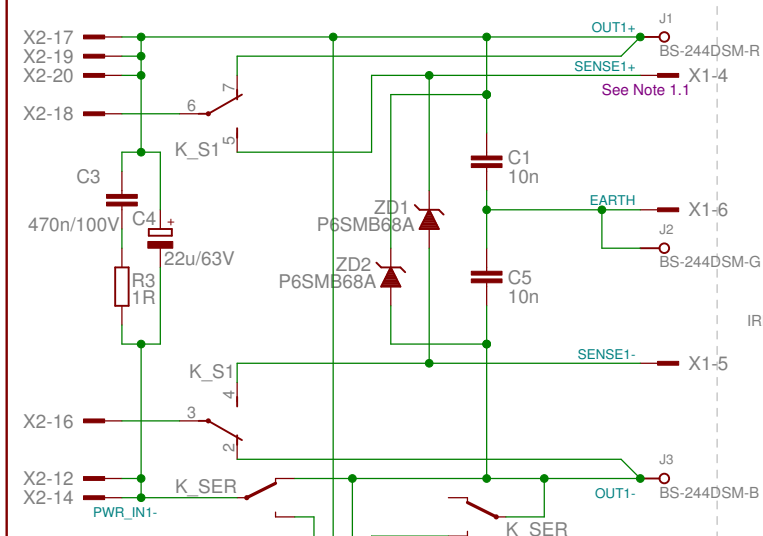 J1
X2-17
OUT1+
X2-19
BS-244DSM-R
X2-20
SENSE1+
X1-4
7
See Note 1.1
6
X2-18
5
K_S1
C1
10n
C3
ZD1
EARTH
X1-6
470n/100V
C4
+
P6SMB68A
J2
22u/63V
ZD2
BS-244DSM-G
R3
P6SMB68A
C5
1R
10n
IR
SENSE1-
X1-5
K_S1
4
3
X2-16
2
J3
X2-12
K_SER
X2-14
OUT1-
BS-244DSM-B
PWR_IN1-
K_SER